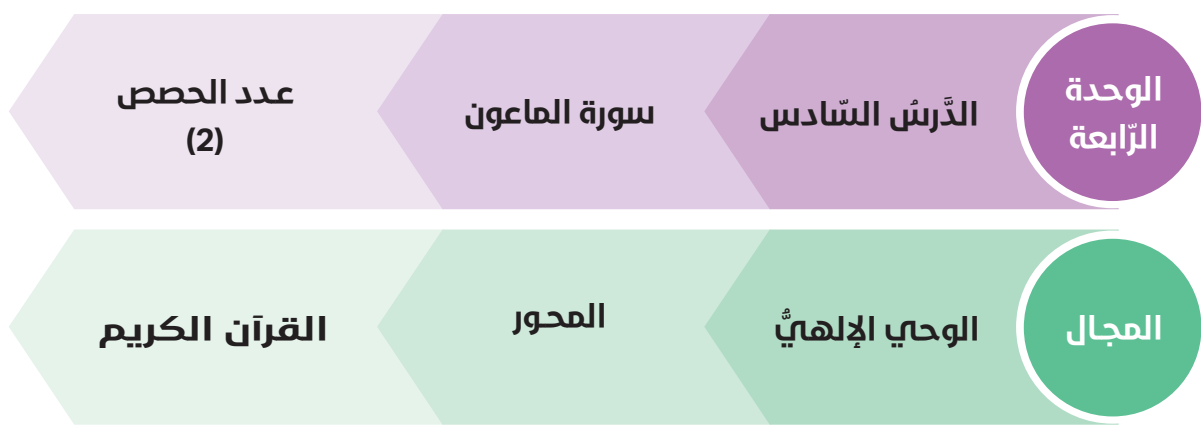 الوحدة
الرّابعة
الدَّرسُ السّادس
سورة الماعون
عدد الحصص
(2)
المجال
الوحي الإلهيُّ
المحور
القرآن الكريم